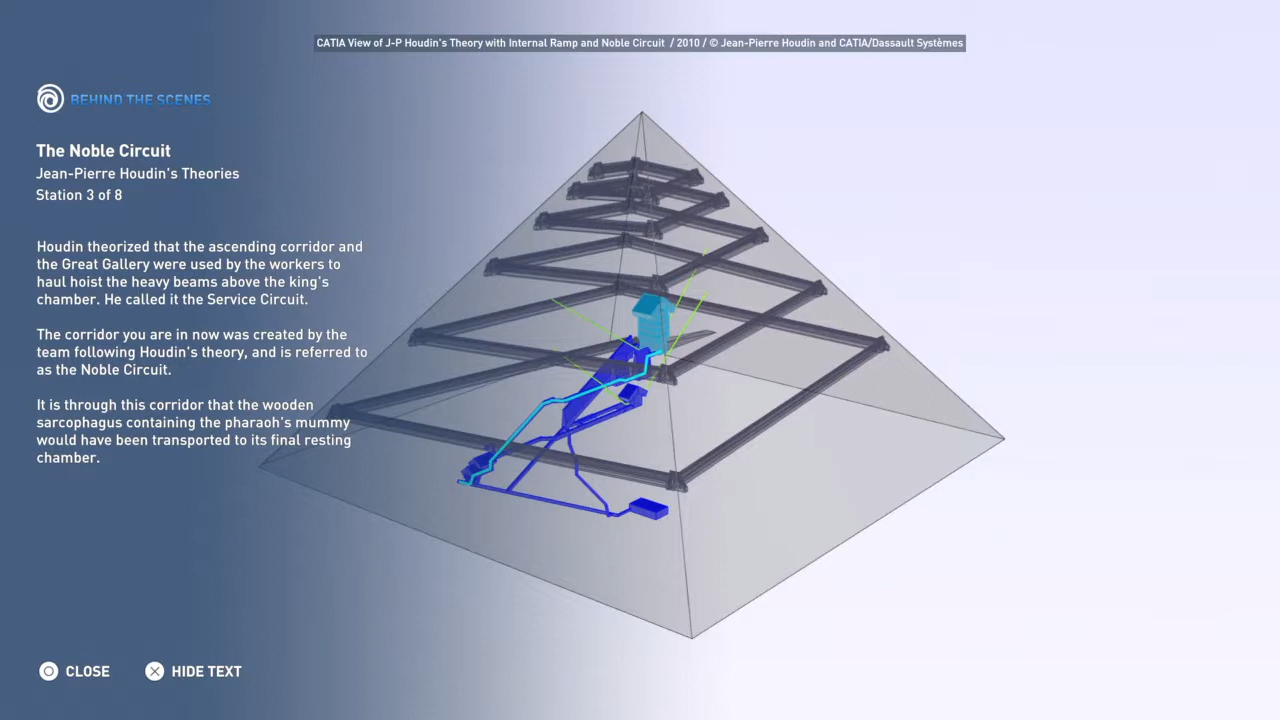 CATIA View of J-P Houdin's Theory with Internal Ramp and Noble Circuit / 2010 / © Jean-Pierre Houdin and CATIA/Dassault Systèmes
BEHIND THE SCENES
The Noble Circuit
Jean-Pierre Houdin's Theories
Station 3 of 8
Houdin theorized that the ascending corridor and
the Great Gallery were used by the workers to
haul hoist the heavy beams above the king's
chamber. He called it the Service Circuit.
The corridor you are in now was created by the
team following Houdin's theory, and is referred to
as the Noble Circuit.
It is through this corridor that the wooden
sarcophagus containing the pharaoh's mummy
would have been transported to its final resting
chamber.
CLOSE
HIDE TEXT